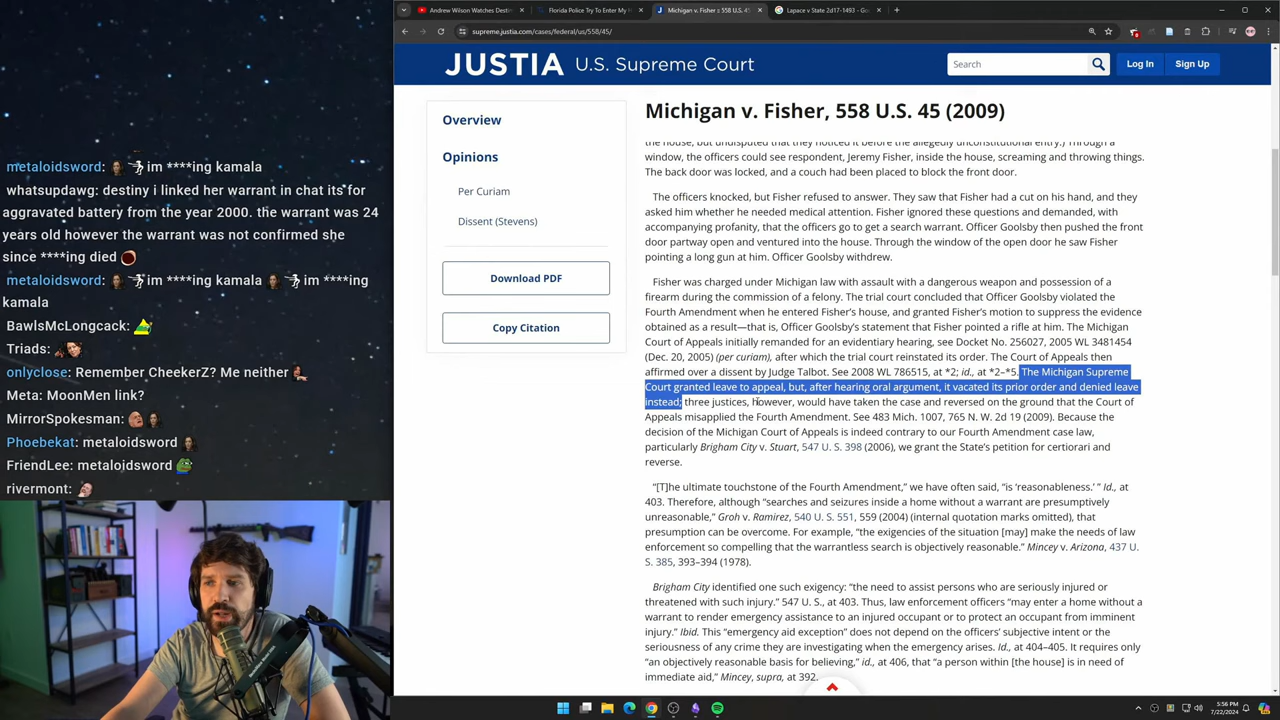 Andrew Wilson Watches Desti
Florida Police Try To Enter My H
Michigan v. Fisher :: 558 U.S. 45
Lapace v State 2d17-1493 - Go
supreme.justia.com/cases/federal/us/558/45/
JUSTIA U.S. Supreme Court
Search
Log In
Sign Up
metaloidsword: im ****ing kamala
whatsupdawg: destiny i linked her warrant in chat its for
aggravated battery from the year 2000. the warrant was 24
years old however the warrant was not confirmed she
since ****ing died
metaloidsword: im ****ing kamala im ****ing
kamala
BawlsMcLongcack:
Triads:
onlyclose: Remember CheekerZ? Me neither
Heue: Moonven link?
MirrorSpokesman:
Phoebekat: metaloidsword
FriendLee: metaloidsword
rivermont:
Overview
Opinions
Per Curiam
Dissent (Stevens)
Download PDF
Copy Citation
Michigan v. Fisher, 558 U.S. 45 (2009)
the house, but undisputed that they noticed it before the allegedly unconstitutional entry.) Through a
window, the officers could see respondent, Jeremy Fisher, inside the house, screaming and throwing things.
The back door was locked, and a couch had been placed to block the front door.
The officers knocked, but Fisher refused to answer. They saw that Fisher had a cut on his hand, and they
asked him whether he needed medical attention. Fisher ignored these questions and demanded, with
accompanying profanity, that the officers go to get a search warrant. Officer Goolsby then pushed the front
door partway open and ventured into the house. Through the window of the open door he saw Fisher
pointing a long gun at him. Officer Goolsby withdrew.
Fisher was charged under Michigan law with assault with a dangerous weapon and possession of a
firearm during the commission of a felony. The trial court concluded that Officer Goolsby violated the
Fourth Amendment when he entered Fisher's house, and granted Fisher's motion to suppress the evidence
obtained as a result—that is, Officer Goolsby's statement that Fisher pointed a rifle at him. The Michigan
Court of Appeals initially remanded for an evidentiary hearing, see Docket No. 256027, 2005 WL 3481454
(Dec. 20, 2005) (per curiam), after which the trial court reinstated its order. The Court of Appeals then
affirmed over a dissent by Judge Talbot. See 2008 WL 786515, at *2; id., at *2–*5. The Michigan Supreme
Court granted leave to appeal, but, after hearing oral argument, it vacated its prior order and denied leave
instead; three justices, however, would have taken the case and reversed on the ground that the Court of
Appeals misapplied the Fourth Amendment. See 483 Mich. 1007, 765 N. W. 2d 19 (2009). Because the
decision of the Michigan Court of Appeals is indeed contrary to our Fourth Amendment case law,
particularly Brigham City v. Stuart, 547 U. S. 398 (2006), we grant the State's petition for certiorari and
reverse.
"[T]he ultimate touchstone of the Fourth Amendment," we have often said, "is 'reasonableness.' " Id., at
403. Therefore, although "searches and seizures inside a home without a warrant are presumptively
unreasonable," Groh v. Ramirez, 540 U. S. 551, 559 (2004) (internal quotation marks omitted), that
presumption can be overcome. For example, "the exigencies of the situation [may] make the needs of law
enforcement so compelling that the warrantless search is objectively reasonable." Mincey v. Arizona, 437 U.
S. 385, 393–394 (1978).
Brigham City identified one such exigency: "the need to assist persons who are seriously injured or
threatened with such injury." 547 U. S., at 403. Thus, law enforcement officers "may enter a home without a
warrant to render emergency assistance to an injured occupant or to protect an occupant from imminent
injury." Ibid. This "emergency aid exception" does not depend on the officers' subjective intent or the
seriousness of any crime they are investigating when the emergency arises. Id., at 404–405. It requires only
"an objectively reasonable basis for believing," id., at 406, that "a person within [the house] is in need of
immediate aid," Mincey, supra, at 392.
5:56 PM
7/22/2024